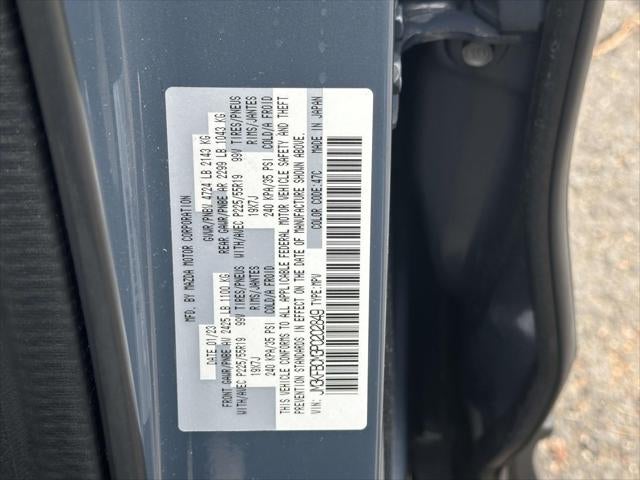 MFD. BY MAZDA MOTOR CORPORATION
DATE 01/23 GVWR/PNBV 4724 LB 2143 KG
FRONT GAWR/PNBE AV 2425 LB 1100 KG REAR GAWR/PNBE AR 2299 LB 1043 KG
WITH/AVEC P225/55R19 99V TIRES/PNEUS WITH/AVEC P225/55R19 99V TIRES/PNEUS
19X7J RIMS/JANTES 19X7J RIMS/JANTES
240 KPA/35 PSI COLD/A FROID 240 KPA/35 PSI COLD/A FROID
THIS VEHICLE CONFORMS TO ALL APPLICABLE FEDERAL MOTOR VEHICLE SAFETY AND THEFT
PREVENTION STANDARDS IN EFFECT ON THE DATE OF MANUFACTURE SHOWN ABOVE.
VIN: JM3KFBCM3P0202849 TYPE:MPV COLOR CODE:47C MADE IN JAPAN